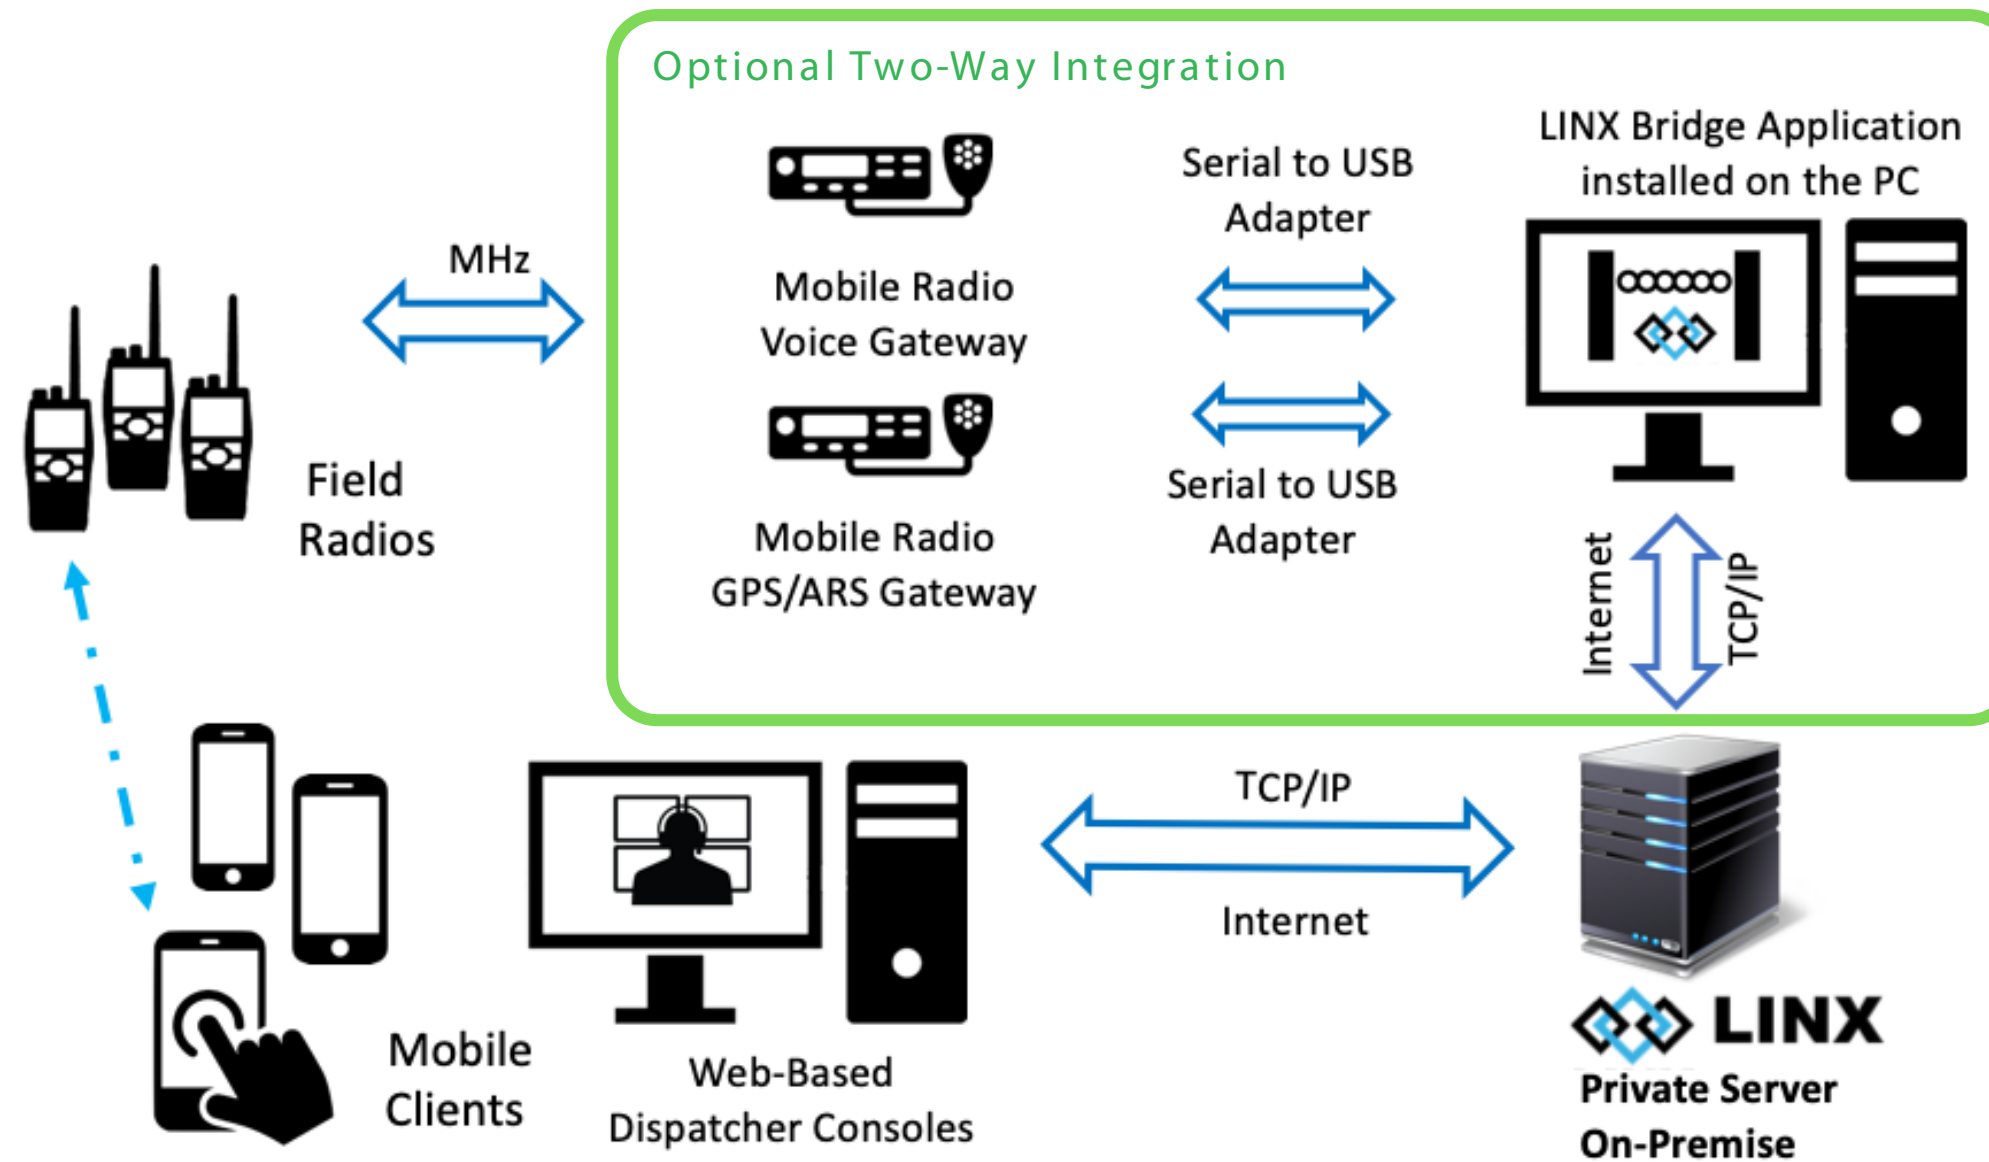 Optional Two-Way Integration
LINX Bridge Application
installed on the PC
Serial to USB
Adapter
MHz
Mobile Radio
Voice Gateway
Field
Radios
Serial to USB
Adapter
Mobile Radio
GPS/ARS Gateway
Internet
TCP/IP
TCP/IP
Internet
LINX
Private Server
On-Premise
Mobile
Clients
Web-Based
Dispatcher Consoles